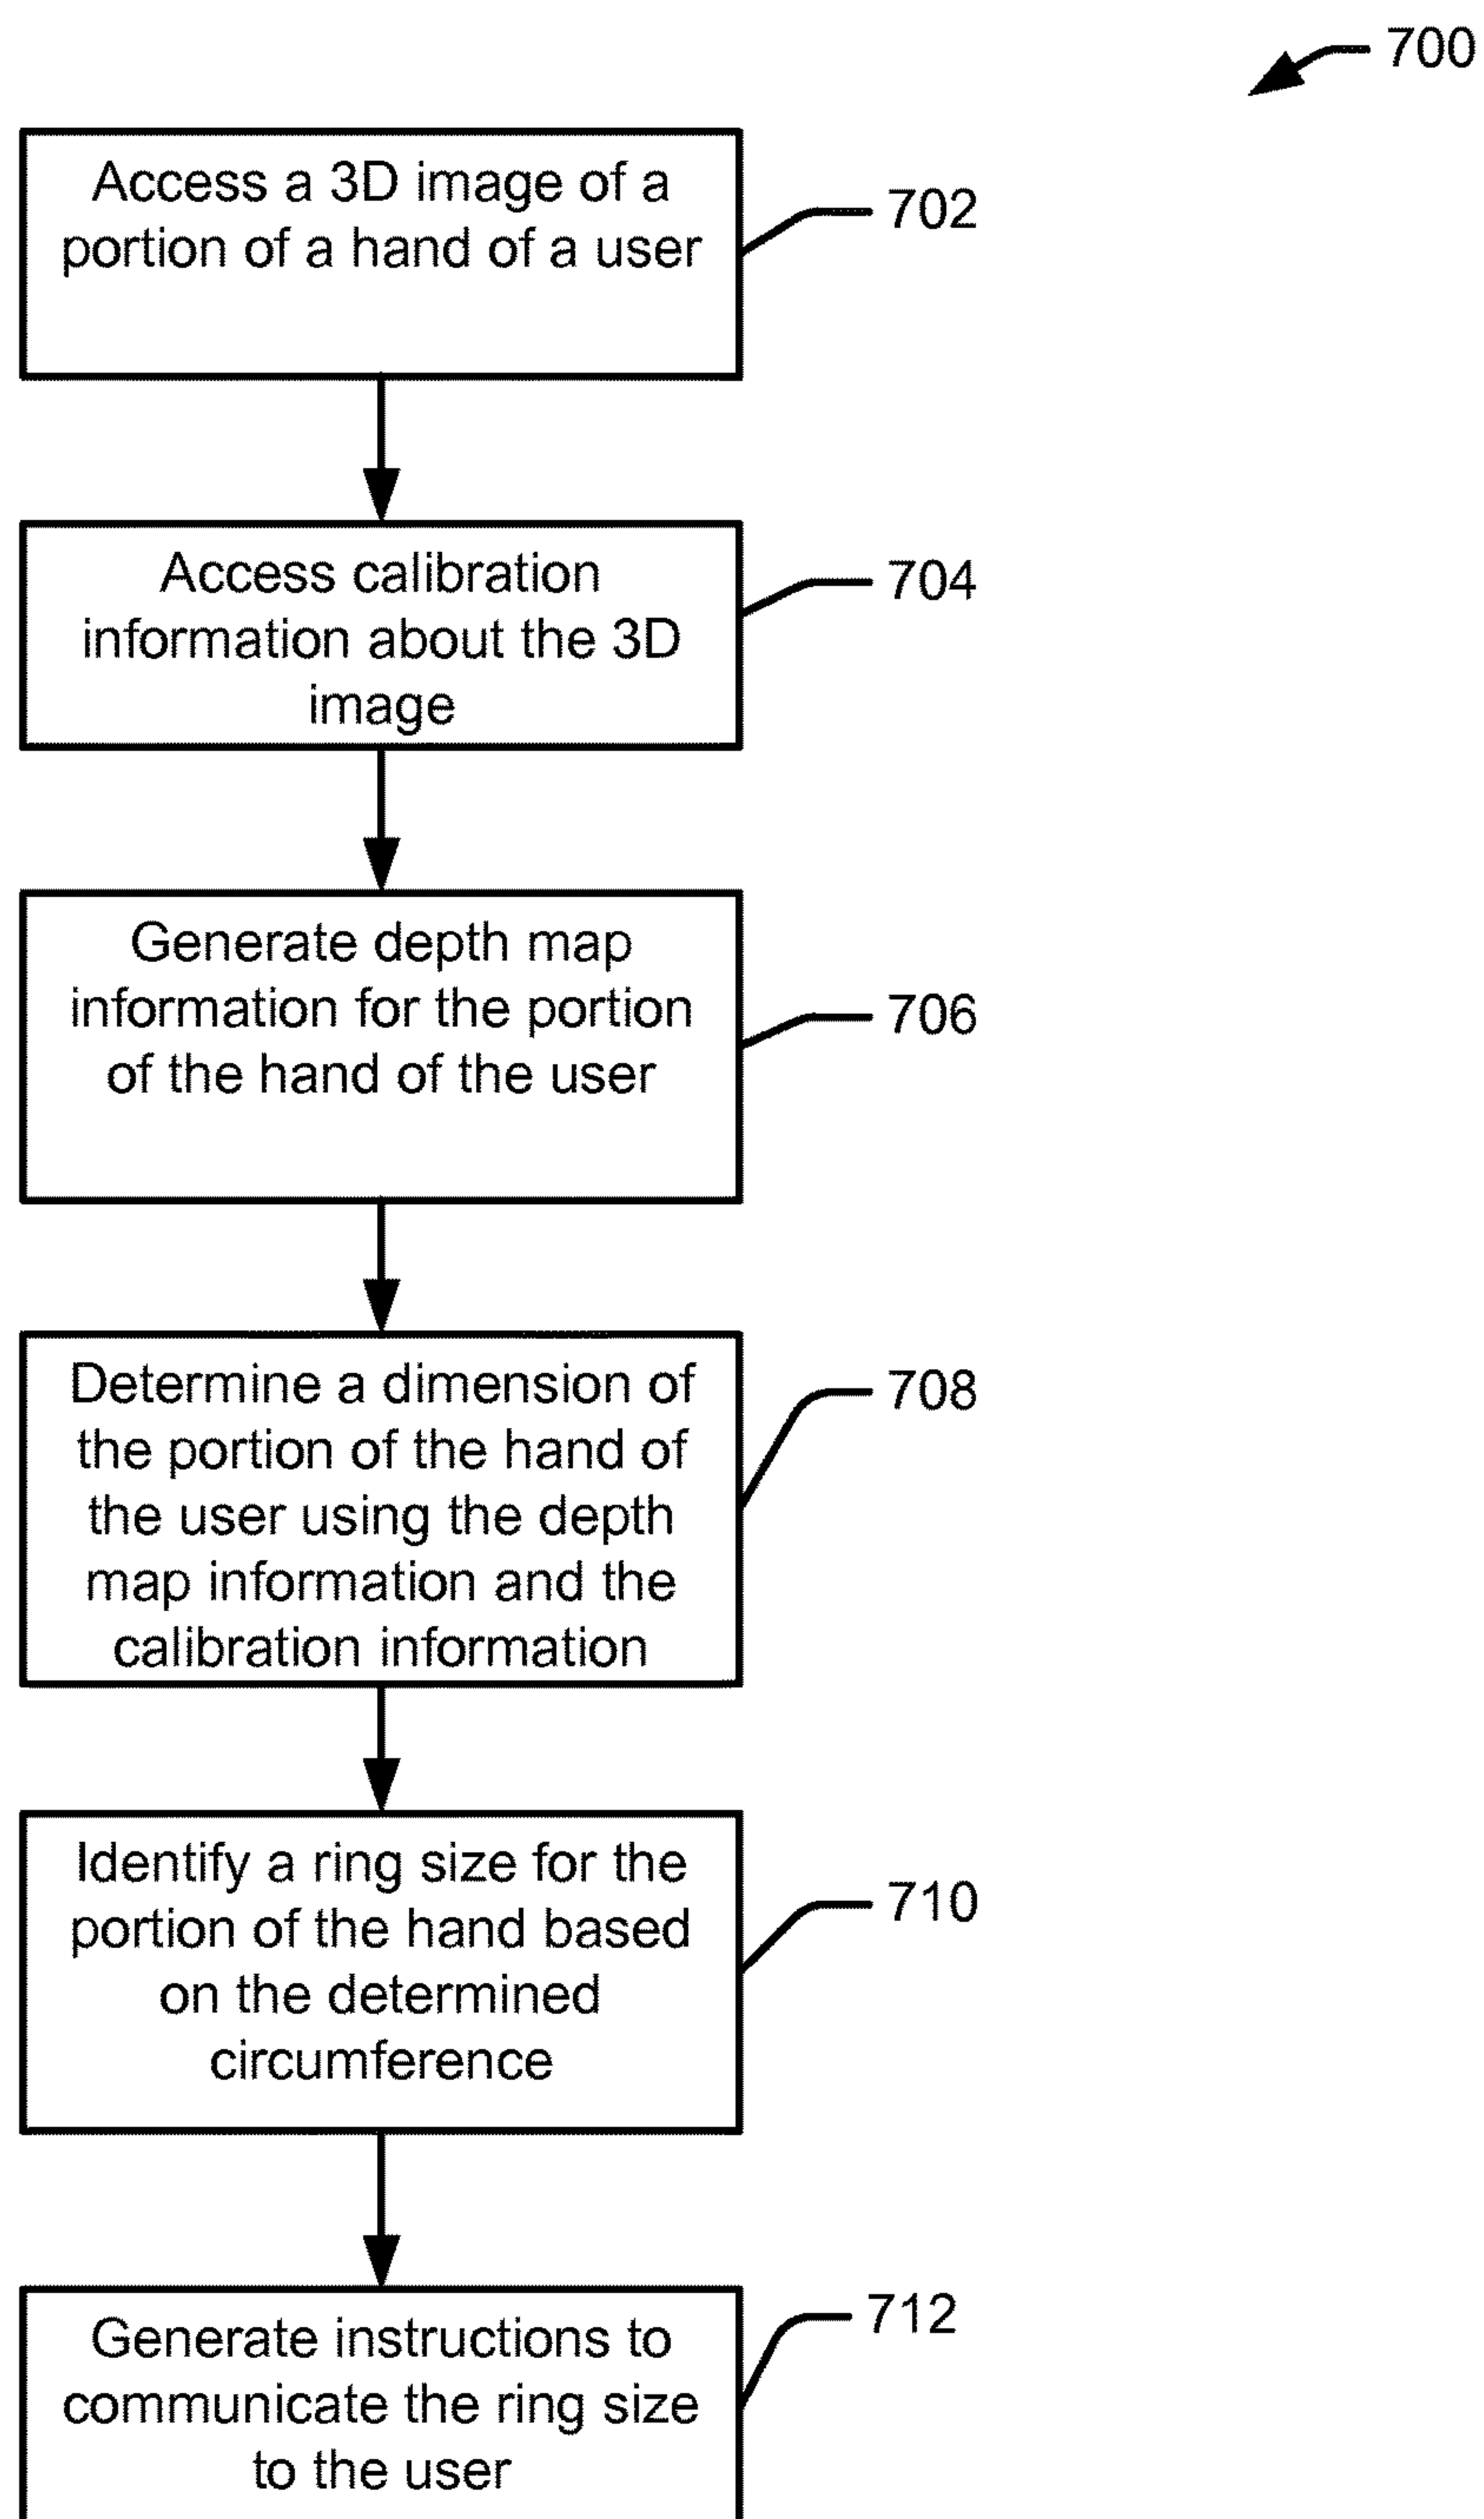 700
Access a 3D image of a
portion of a hand of a user
702
Access calibration
information about the 3D
image
704
Generate depth map
information for the portion
of the hand of the user
706
Determine a dimension of
the portion of the hand of
the user using the depth
map information and the
calibration information
708
Identify a ring size for the
portion of the hand based
on the determined
circumference
710
Generate instructions to
communicate the ring size
to the user
712